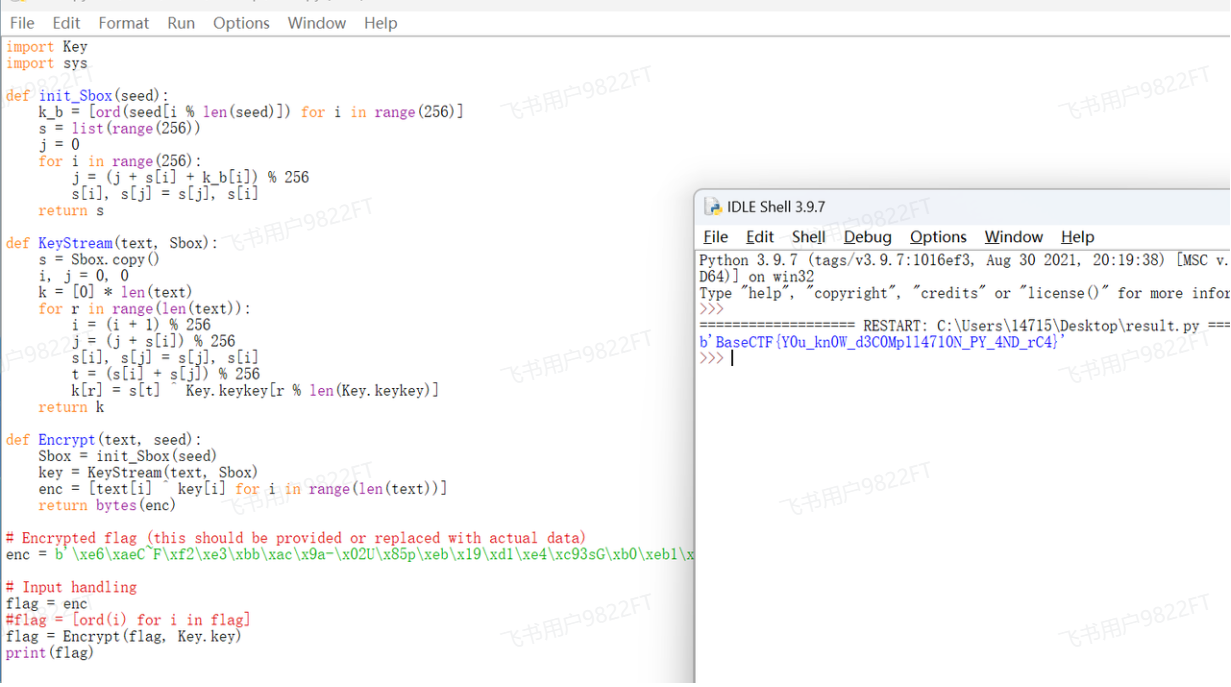 File Edit Format Run Options Window Help
import Key
import sys
def init_Sbox(seed):
    k_b = [ord(seed[i % len(seed)]) for i in range(256)]
    s = list(range(256))
    j = 0
    for i in range(256):
        j = (j + s[i] + k_b[i]) % 256
        s[i], s[j] = s[j], s[i]
    return s
def KeyStream(text, Sbox):
    s = Sbox.copy()
    i, j = 0, 0
    k = [0] * len(text)
    for r in range(len(text)):
        i = (i + 1) % 256
        j = (j + s[i]) % 256
        s[i], s[j] = s[j], s[i]
        t = (s[i] + s[j]) % 256
        k[r] = s[t] ^ Key.keykey[r % len(Key.keykey)]
    return k
def Encrypt(text, seed):
    Sbox = init_Sbox(seed)
    key = KeyStream(text, Sbox)
    enc = [text[i] ^ key[i] for i in range(len(text))]
    return bytes(enc)
# Encrypted flag (this should be provided or replaced with actual data)
enc = b'\xe6\xaeC~F\xf2\xe3\xbb\xac\x9a-\x02U\x85p\xeb\x19\xd1\xe4\xc93sG\xb0\xeb1\x
# Input handling
flag = enc
#flag = [ord(i) for i in flag]
flag = Encrypt(flag, Key.key)
print(flag)
IDLE Shell 3.9.7
File Edit Shell Debug Options Window Help
Python 3.9.7 (tags/v3.9.7:1016ef3, Aug 30 2021, 20:19:38) [MSC v.
D64)] on win32
Type "help", "copyright", "credits" or "license()" for more infor
>>>
=================== RESTART: C:\Users\14715\Desktop\result.py ===
b'BaseCTF{Y0u_kn0W_d3C0Mp1l4710N_PY_4ND_rC4}'
>>>
飞书用户9822FT
飞书用户9822FT
飞书用户9822FT
飞书用户9822FT
飞书用户9822FT
飞书用户9822FT
飞书用户9822FT
飞书用户9822FT
飞书用户9822FT
飞书用户9822FT